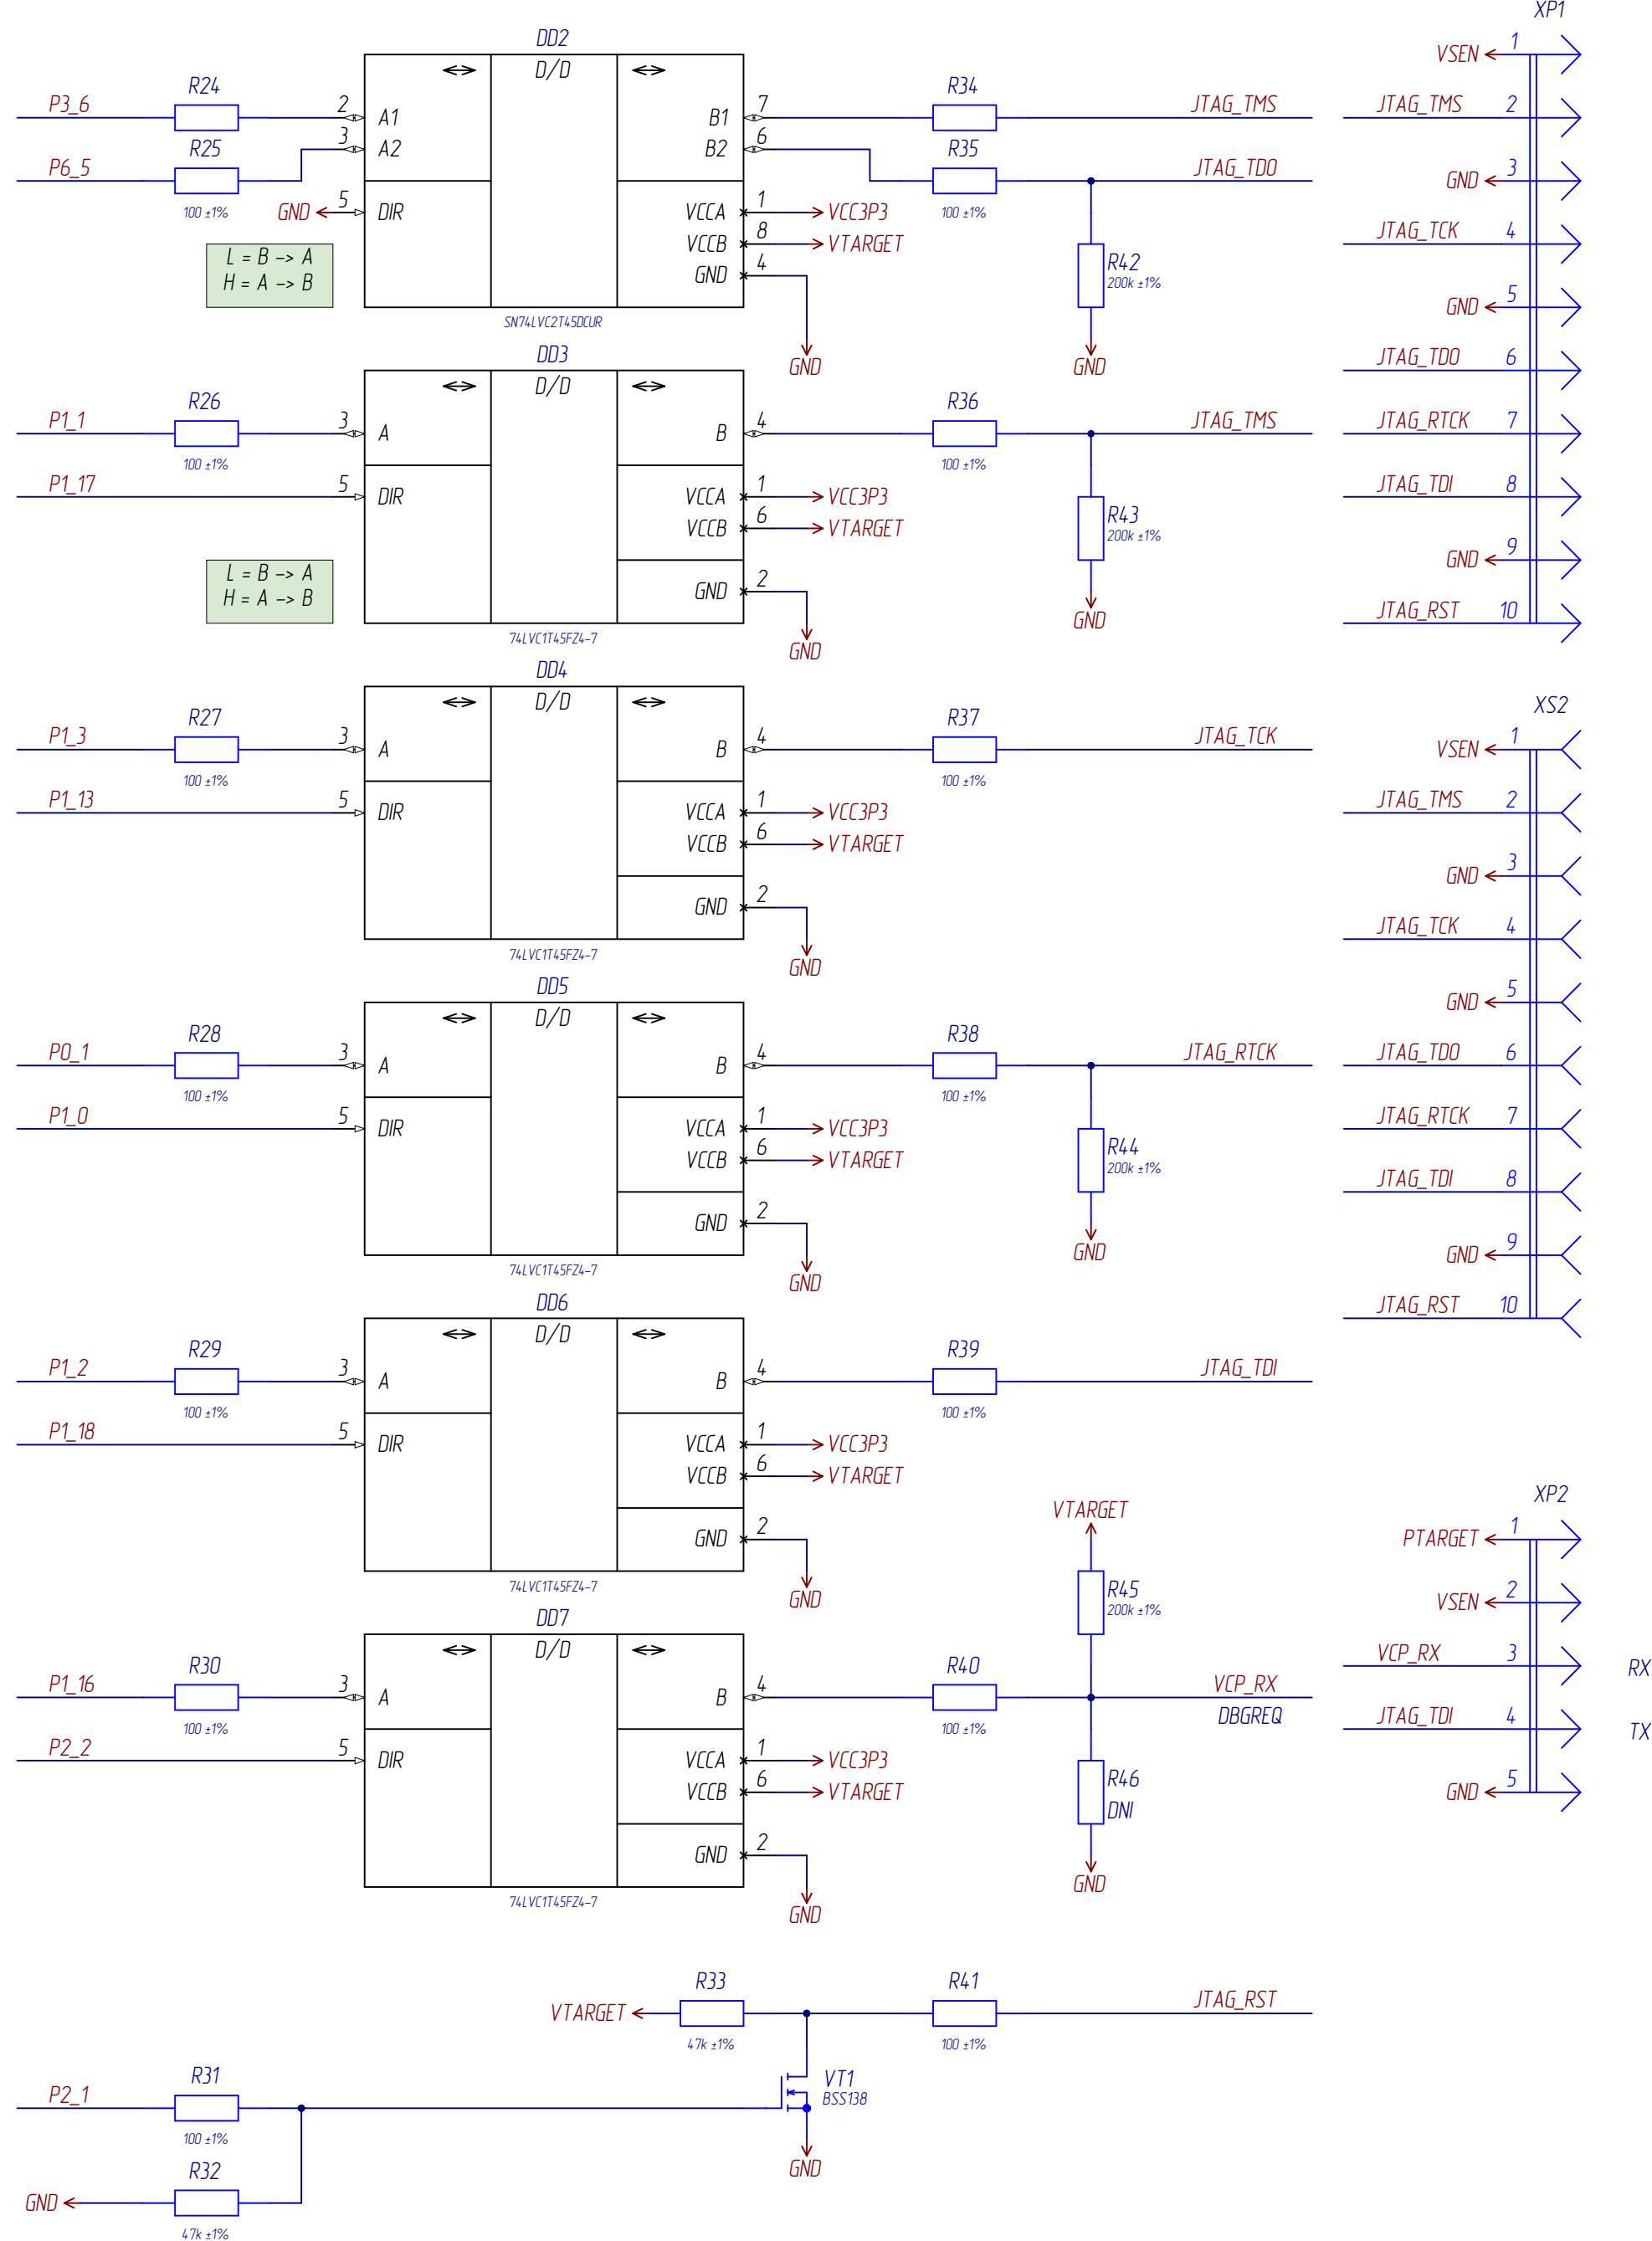 DD2
D/D
R24
P3_6
2
A1
R25
3
A2
P6_5
100 ±1%
GND
5
DIR
L = B -> A
H = A -> B
B1
7
B2
6
VCCA
1
VCC3P3
VCCB
8
VTARGET
GND
4
GND
SN74LVC2T45DCUR
R34
JTAG_TMS
R35
JTAG_TDO
100 ±1%
R42
200k ±1%
GND
DD3
D/D
R26
P1_1
3
A
100 ±1%
P1_17
5
DIR
L = B -> A
H = A -> B
B
4
VCCA
1
VCC3P3
VCCB
6
VTARGET
GND
2
GND
74LVC1T45FZ4-7
R36
JTAG_TMS
100 ±1%
R43
200k ±1%
GND
DD4
D/D
R27
P1_3
3
A
100 ±1%
P1_13
5
DIR
B
4
VCCA
1
VCC3P3
VCCB
6
VTARGET
GND
2
GND
74LVC1T45FZ4-7
R37
JTAG_TCK
100 ±1%
DD5
D/D
R28
P0_1
3
A
100 ±1%
P1_0
5
DIR
B
4
VCCA
1
VCC3P3
VCCB
6
VTARGET
GND
2
GND
74LVC1T45FZ4-7
R38
JTAG_RTCK
100 ±1%
R44
200k ±1%
GND
DD6
D/D
R29
P1_2
3
A
100 ±1%
P1_18
5
DIR
B
4
VCCA
1
VCC3P3
VCCB
6
VTARGET
GND
2
GND
74LVC1T45FZ4-7
R39
JTAG_TDI
100 ±1%
DD7
D/D
R30
P1_16
3
A
100 ±1%
P2_2
5
DIR
B
4
VCCA
1
VCC3P3
VCCB
6
VTARGET
GND
2
GND
74LVC1T45FZ4-7
VTARGET
R45
200k ±1%
R40
100 ±1%
VCP_RX
DBGREQ
R46
DNI
GND
VTARGET
R33
47k ±1%
R41
100 ±1%
JTAG_RST
VT1
BSS138
GND
P2_1
R31
100 ±1%
GND
R32
47k ±1%
XP1
VSEN 1
JTAG_TMS 2
GND 3
JTAG_TCK 4
GND 5
JTAG_TDO 6
JTAG_RTCK 7
JTAG_TDI 8
GND 9
JTAG_RST 10
XS2
VSEN 1
JTAG_TMS 2
GND 3
JTAG_TCK 4
GND 5
JTAG_TDO 6
JTAG_RTCK 7
JTAG_TDI 8
GND 9
JTAG_RST 10
XP2
PTARGET 1
VSEN 2
VCP_RX 3 RX
JTAG_TDI 4 TX
GND 5